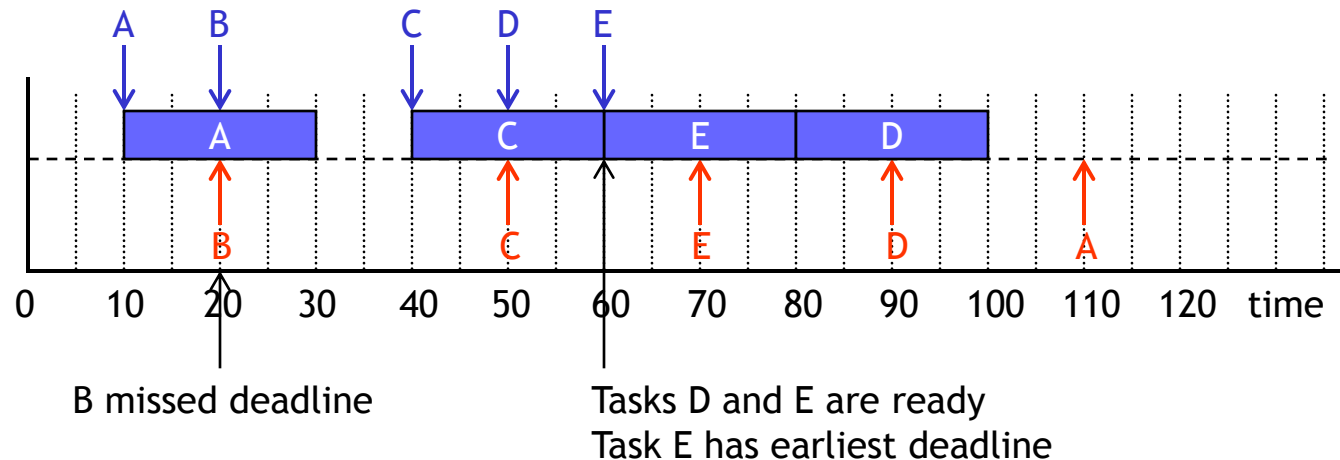 A B C D E
A C E D
B C E D A
0 10 20 30 40 50 60 70 80 90 100 110 120 time
B missed deadline
Tasks D and E are ready
Task E has earliest deadline